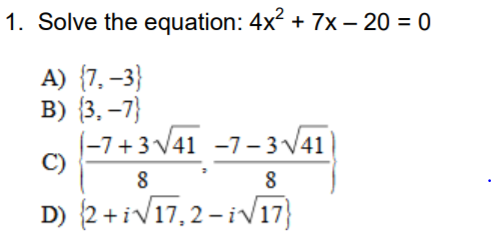 1. Solve the equation: 4x² + 7x – 20 = 0
A) {7, –3}
B) {3, –7}
C) {(–7 + 3√41)/8, (–7 – 3√41)/8}
D) {2 + i√17, 2 – i√17}